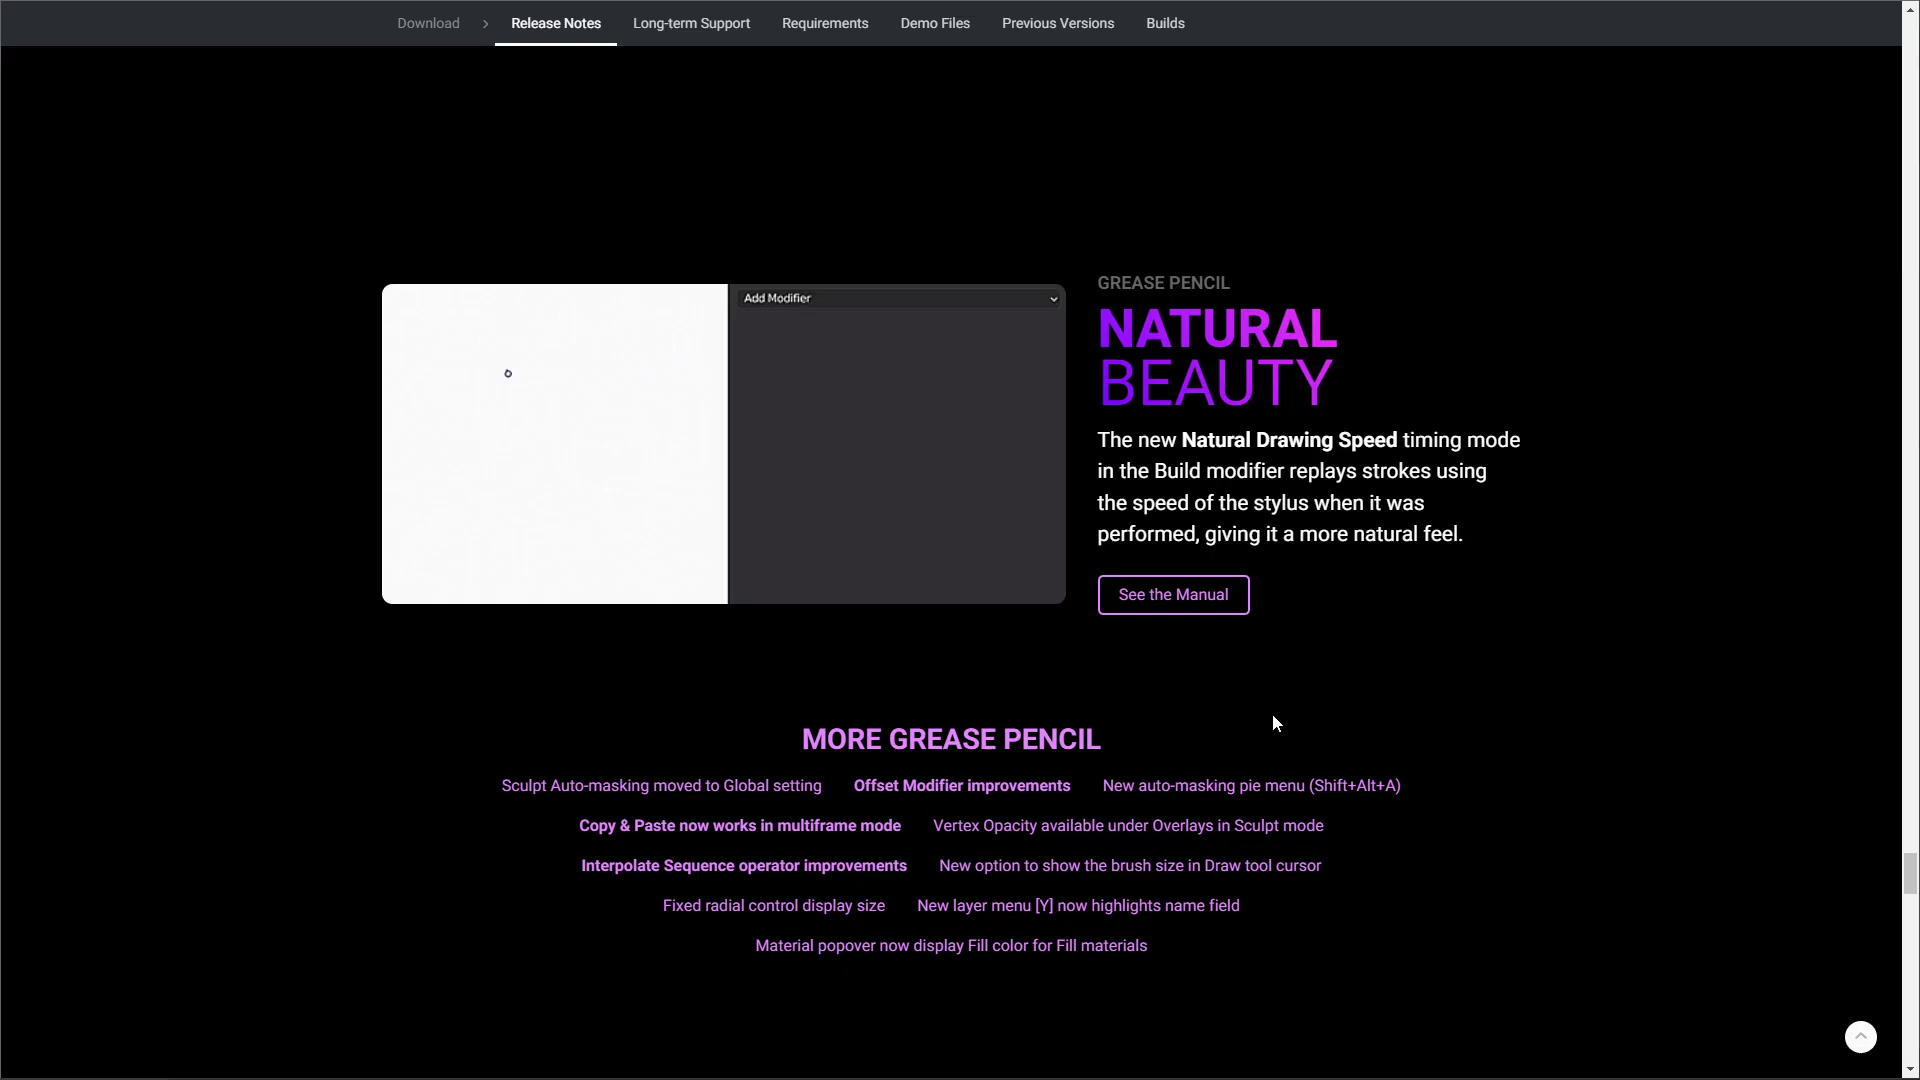 Download > Release Notes Long-term Support Requirements Demo Files Previous Versions Builds
Add Modifier
GREASE PENCIL
NATURAL
BEAUTY
The new Natural Drawing Speed timing mode
in the Build modifier replays strokes using
the speed of the stylus when it was
performed, giving it a more natural feel.
See the Manual
MORE GREASE PENCIL
Sculpt Auto-masking moved to Global setting Offset Modifier improvements New auto-masking pie menu (Shift+Alt+A)
Copy & Paste now works in multiframe mode Vertex Opacity available under Overlays in Sculpt mode
Interpolate Sequence operator improvements New option to show the brush size in Draw tool cursor
Fixed radial control display size New layer menu [Y] now highlights name field
Material popover now display Fill color for Fill materials